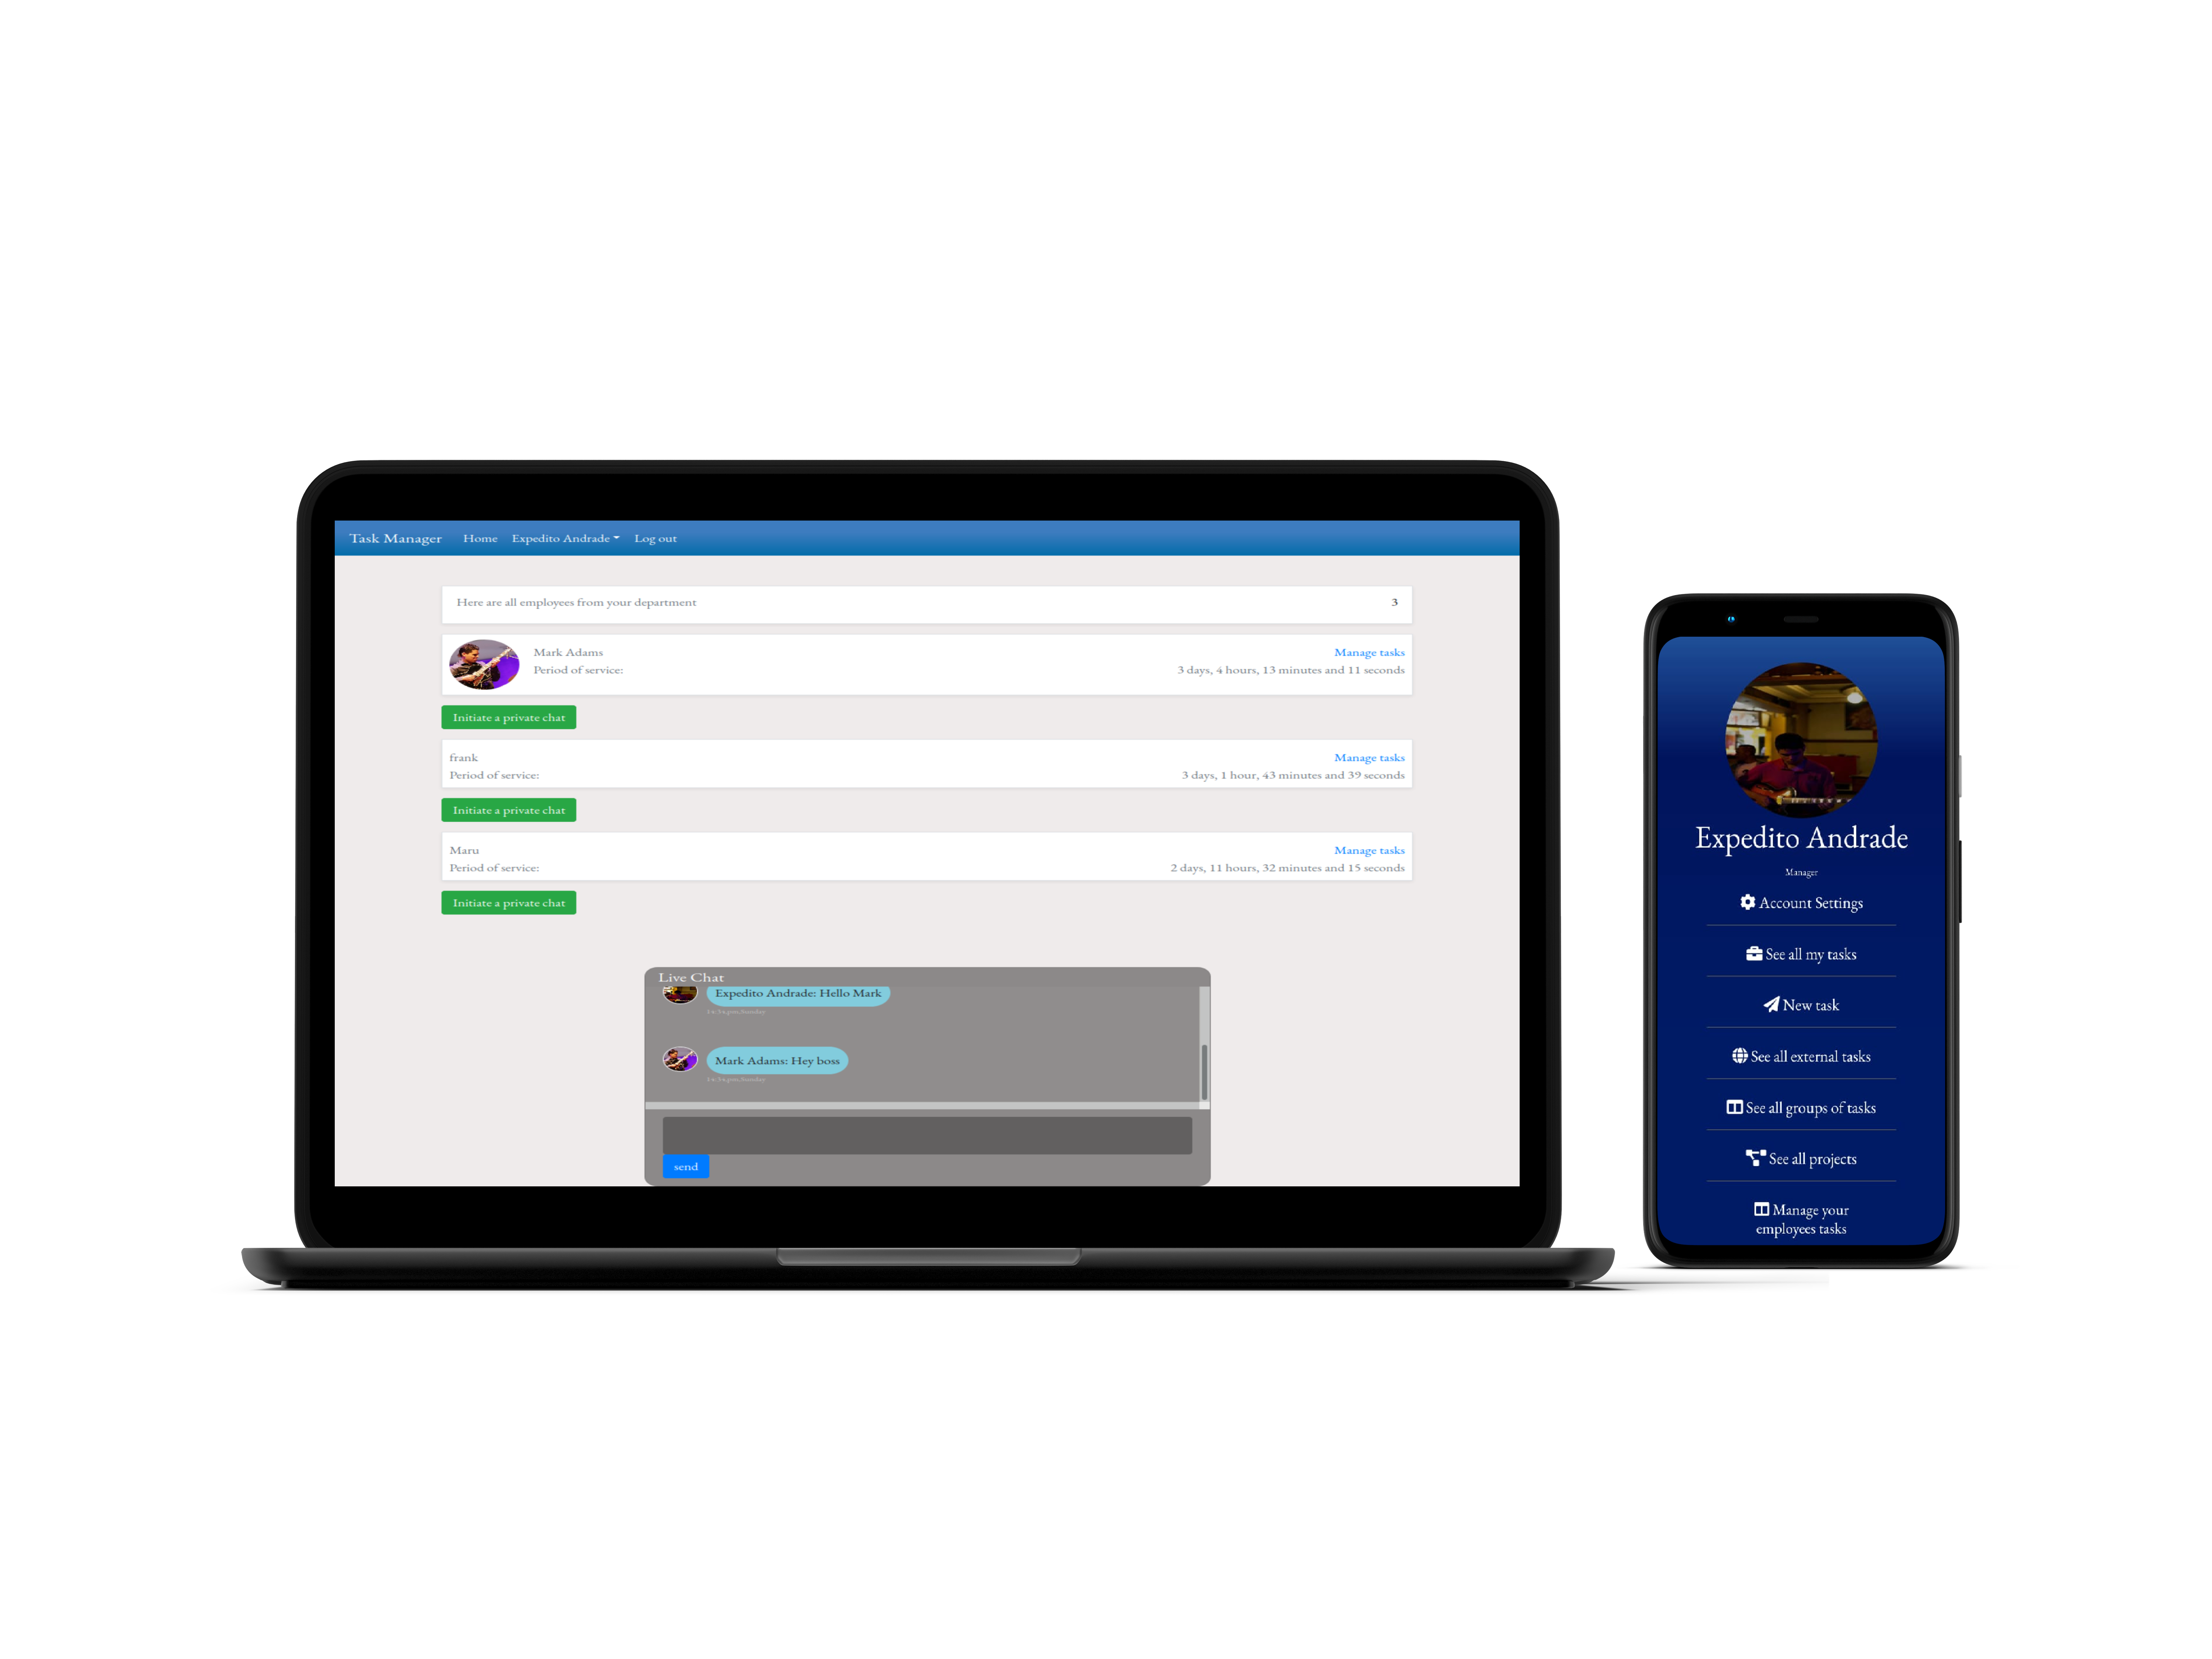 Task Manager Home Expedito Andrade Log out
Here are all employees from your department 3
Mark Adams Manage tasks
Period of service: 3 days, 4 hours, 13 minutes and 11 seconds
Initiate a private chat
frank Manage tasks
Period of service: 3 days, 1 hour, 43 minutes and 39 seconds
Initiate a private chat
Maru Manage tasks
Period of service: 2 days, 11 hours, 32 minutes and 15 seconds
Initiate a private chat
Live Chat
Expedito Andrade: Hello Mark
Mark Adams: Hey boss
send
Expedito Andrade
Manager
Account Settings
See all my tasks
New task
See all external tasks
See all groups of tasks
See all projects
Manage your
employees tasks